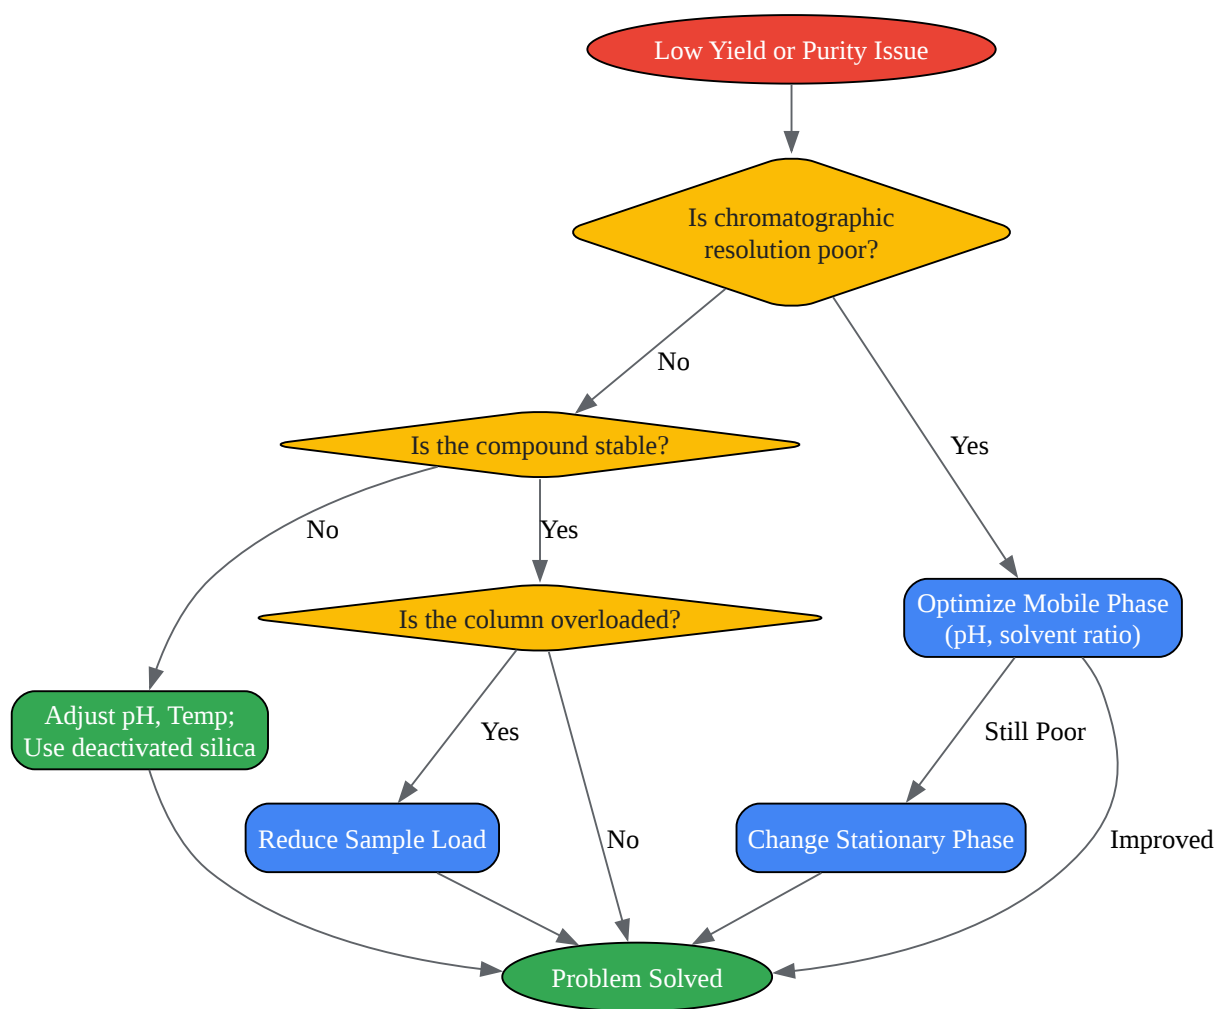 Low Yield or Purity Issue
Is chromatographic
resolution poor?
No
Is the compound stable?
Yes
No
Yes
Is the column overloaded?
Optimize Mobile Phase
(pH, solvent ratio)
Adjust pH, Temp;
Use deactivated silica
Yes
Still Poor
Reduce Sample Load
No
Change Stationary Phase
Improved
Problem Solved